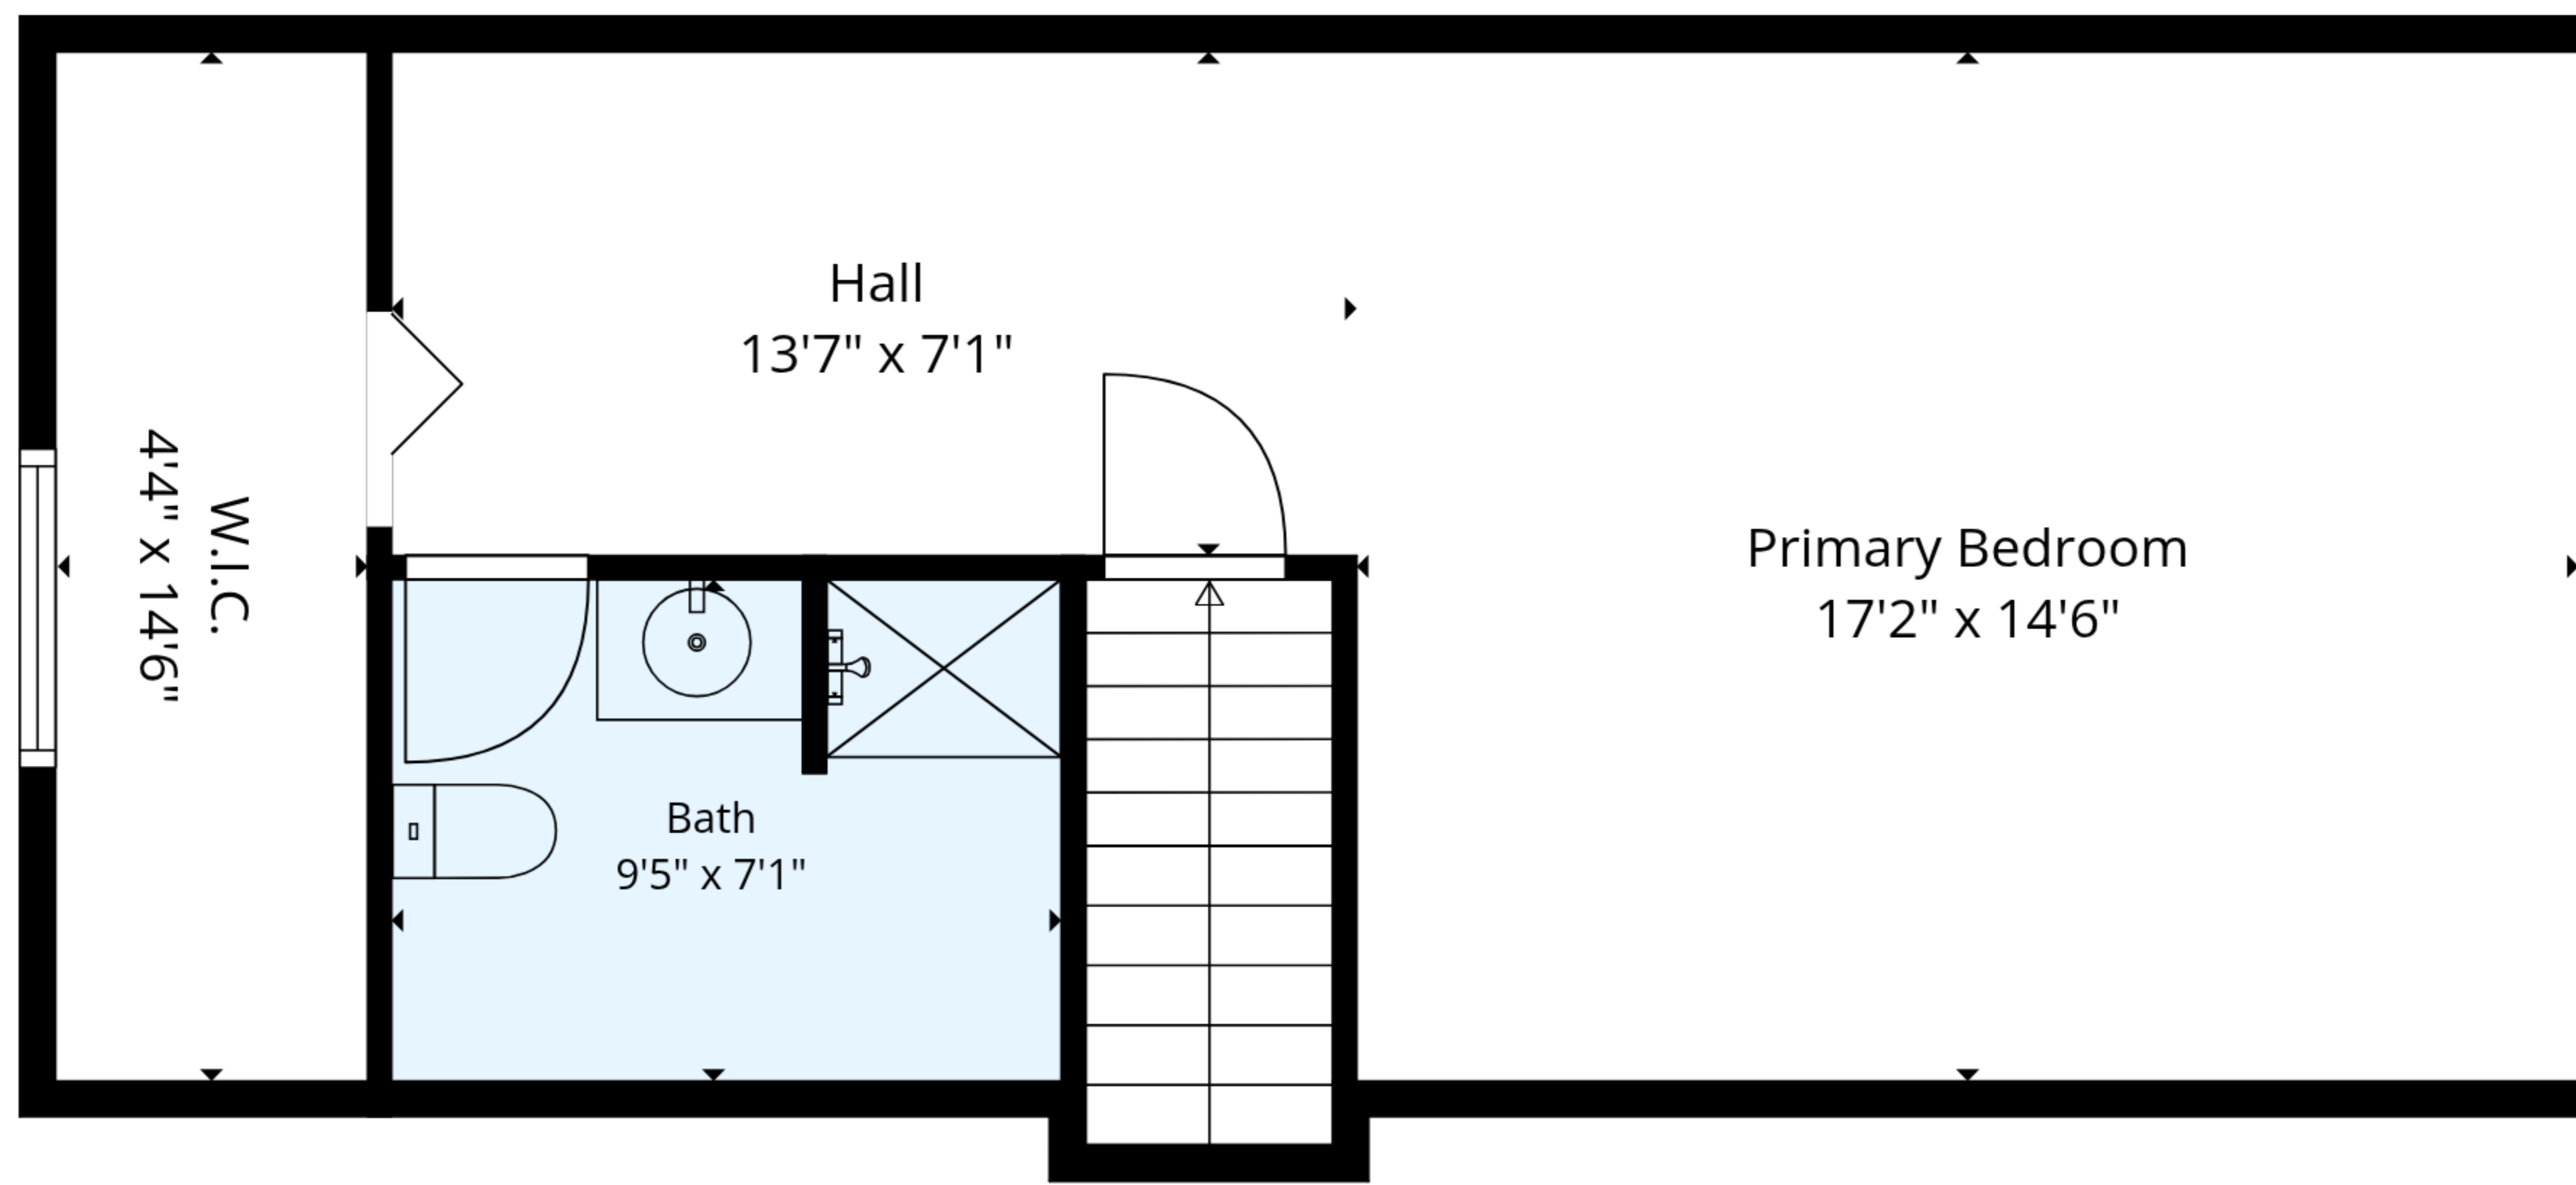 Hall
13'7" x 7'1"
W.I.C.
4'4" x 14'6"
Primary Bedroom
17'2" x 14'6"
Bath
9'5" x 7'1"